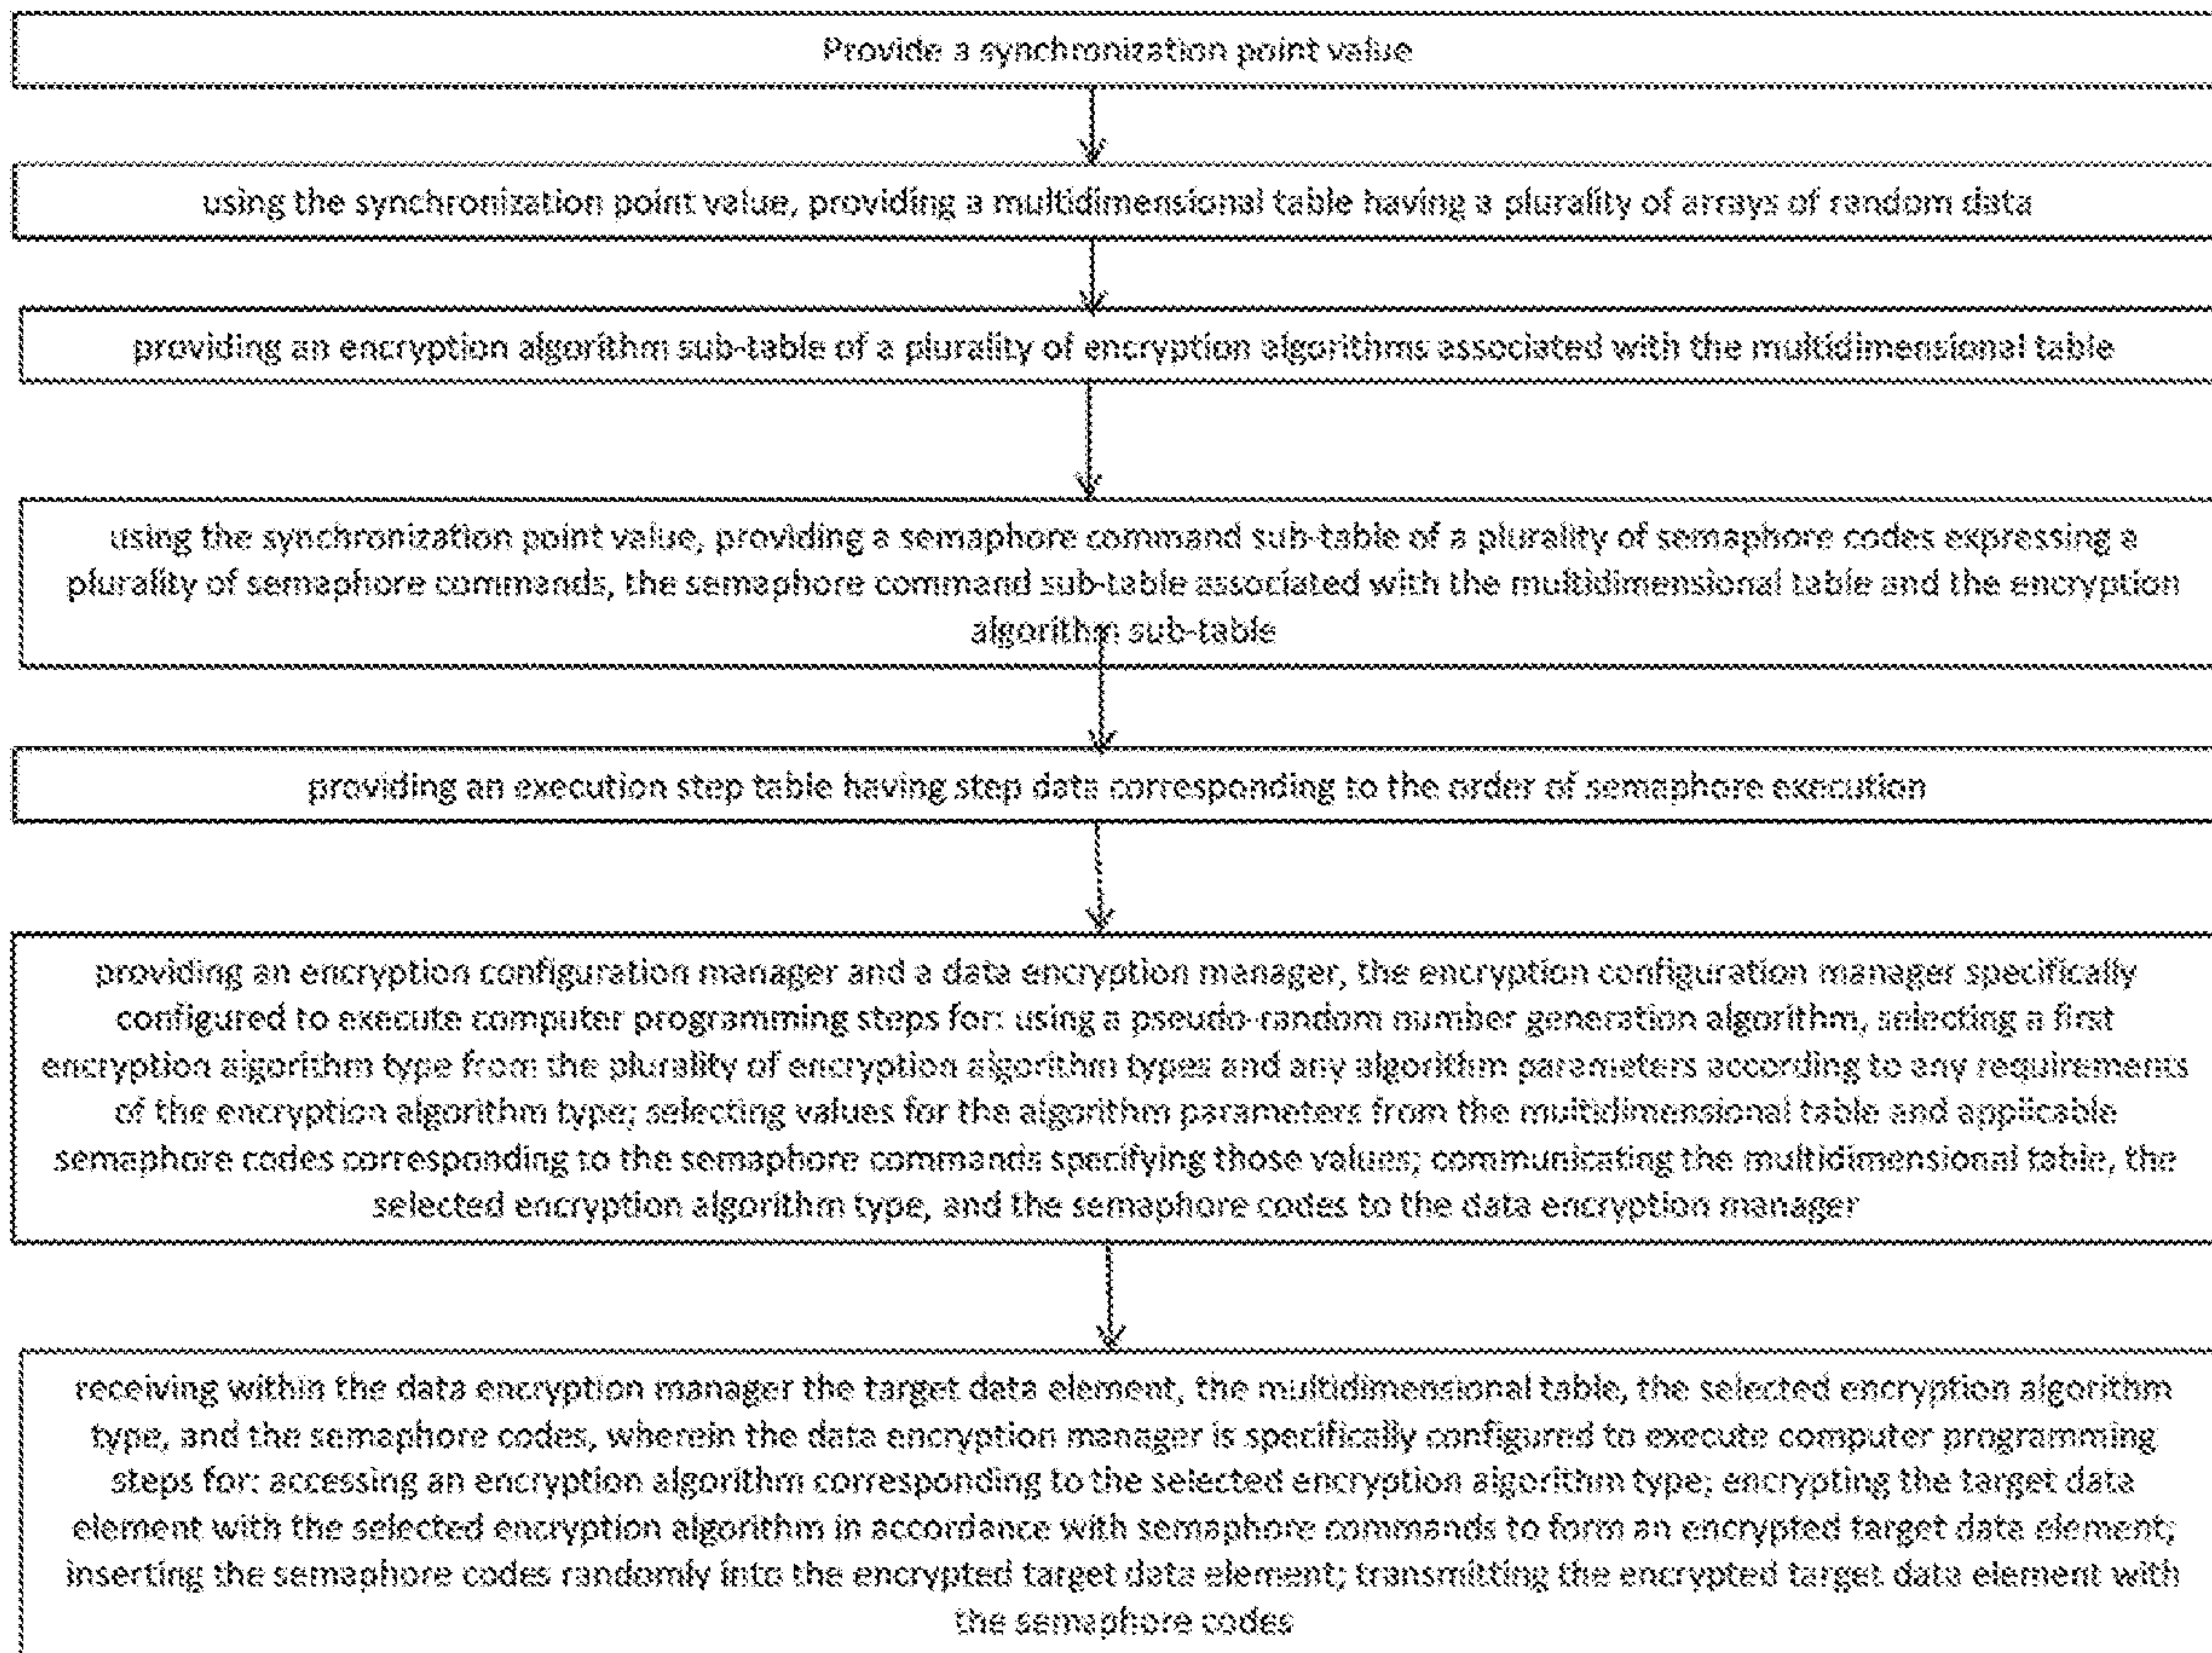 Provide a synchronization point value
using the synchronization point value, providing a multidimensional table having a plurality of arrays of random data
providing an encryption algorithm sub-table of a plurality of encryption algorithms associated with the multidimensional table
using the synchronization point value, providing a semaphore command sub-table of a plurality of semaphore codes expressing a
plurality of semaphore commands, the semaphore command sub-table associated with the multidimensional table and the encryption
algorithm sub-table
providing an execution step table having step data corresponding to the order of semaphore execution
providing an encryption configuration manager and a data encryption manager, the encryption configuration manager specifically
configured to execute computer programming steps for: using a pseudo-random number generation algorithm, selecting a first
encryption algorithm type from the plurality of encryption algorithm types and any algorithm parameters according to any requirements
of the encryption algorithm type; selecting values for the algorithm parameters from the multidimensional table and applicable
semaphore codes corresponding to the semaphore commands specifying those values; communicating the multidimensional table, the
selected encryption algorithm type, and the semaphore codes to the data encryption manager
receiving within the data encryption manager the target data element, the multidimensional table, the selected encryption algorithm
type, and the semaphore codes, wherein the data encryption manager is specifically configured to execute computer programming
steps for: accessing an encryption algorithm corresponding to the selected encryption algorithm type; encrypting the target data
element with the selected encryption algorithm in accordance with semaphore commands to form an encrypted target data element;
inserting the semaphore codes randomly into the encrypted target data element; transmitting the encrypted target data element with
the semaphore codes